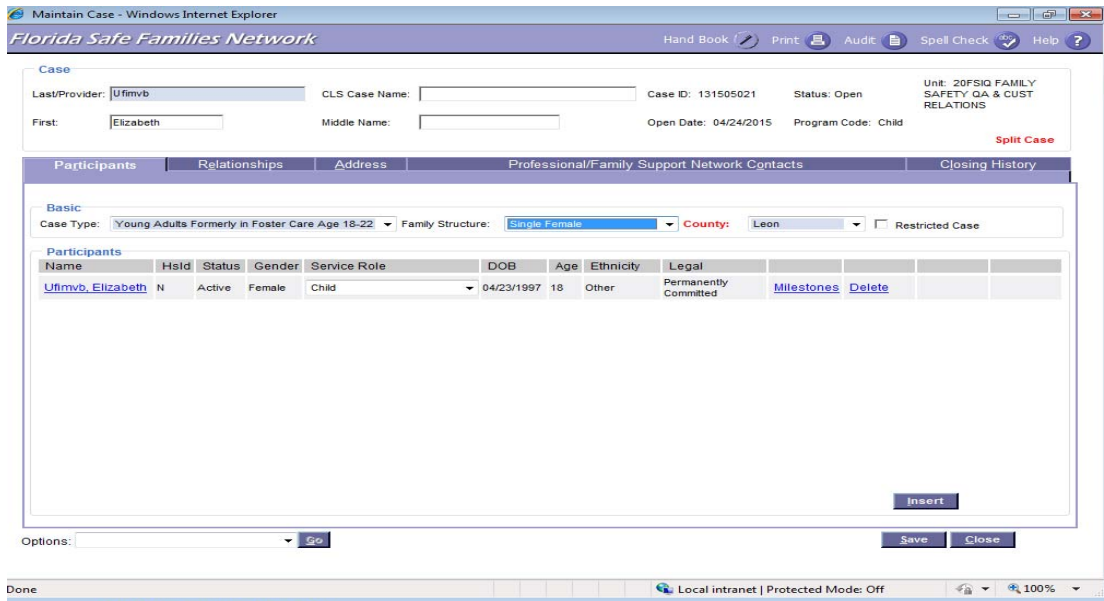 Maintain Case - Windows Internet Explorer
Florida Safe Families Network
Hand Book Print Audit Spell Check abc Help ?
Case
Last/Provider: Ufimvb CLS Case Name: Case ID: 131505021 Status: Open Unit: 20FSIQ FAMILY
SAFETY QA & CUST
RELATIONS
First: Elizabeth Middle Name: Open Date: 04/24/2015 Program Code: Child
Split Case
Participants Relationships Address Professional/Family Support Network Contacts Closing History
Basic
Case Type: Young Adults Formerly in Foster Care Age 18-22 Family Structure: Single Female County: Leon Restricted Case
Participants
Name Hsld Status Gender Service Role DOB Age Ethnicity Legal
Ufimvb, Elizabeth N Active Female Child 04/23/1997 18 Other Permanently
Committed Milestones Delete
Insert
Options: Go Save Close
Done Local intranet | Protected Mode: Off 100%